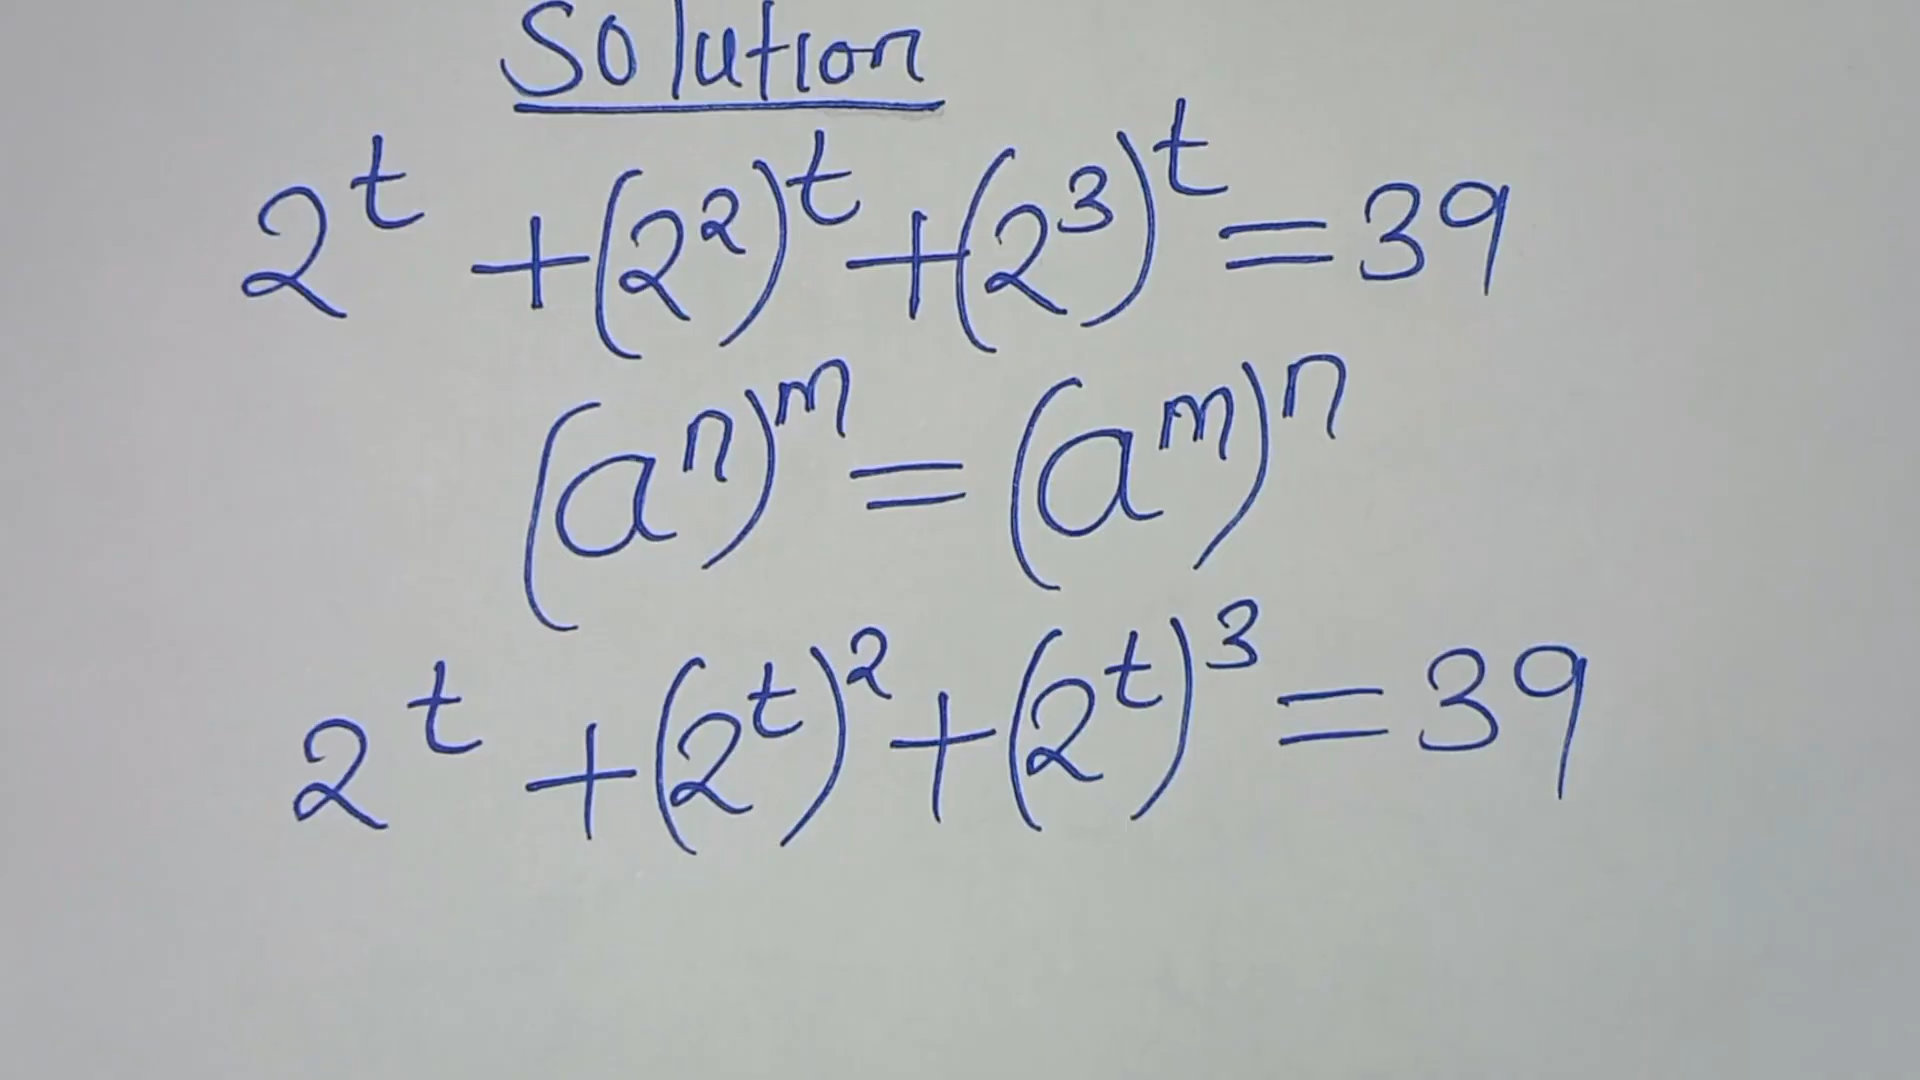 Solution
2^t + (2^2)^t + (2^3)^t = 39
(a^n)^m = (a^m)^n
2^t + (2^t)^2 + (2^t)^3 = 39